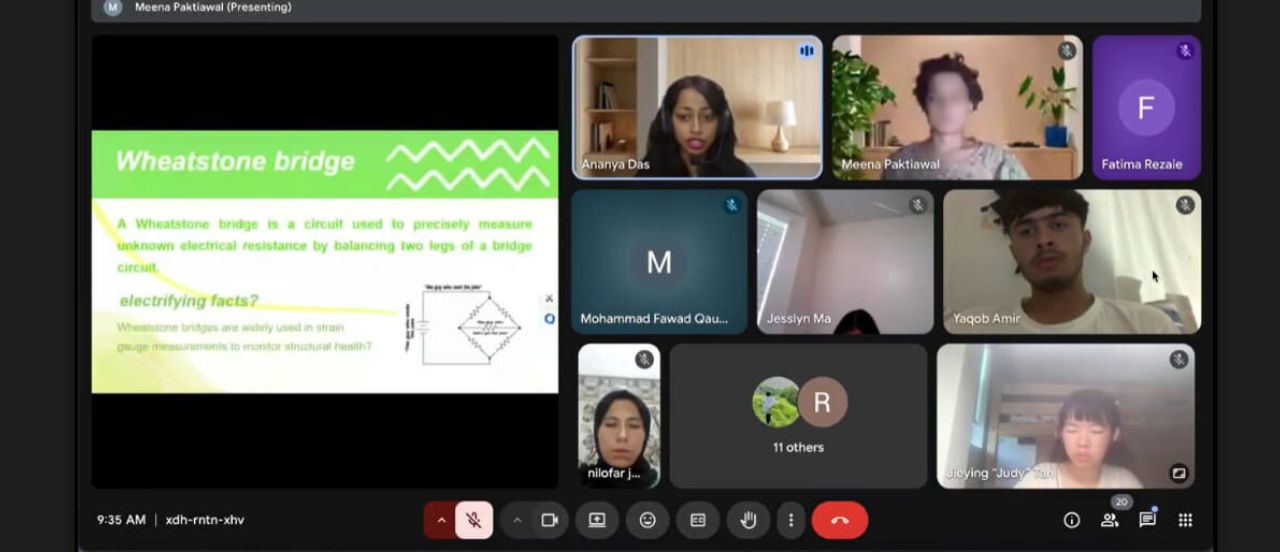 M Meena Paktiawal (Presenting)
Wheatstone bridge
A Wheatstone bridge is a circuit used to precisely measure
unknown electrical resistance by balancing two legs of a bridge
circuit.
electrifying facts?
Wheatstone bridges are widely used in strain
gauge measurements to monitor structural health?
Ananya Das
Meena Paktiawal
F
Fatima Rezaie
M
Mohammad Fawad Qau...
Jesslyn Ma
Yaqob Amir
nilofar j...
R
11 others
Jieying "Judy" Tan
9:35 AM | xdh-rntn-xhv
20